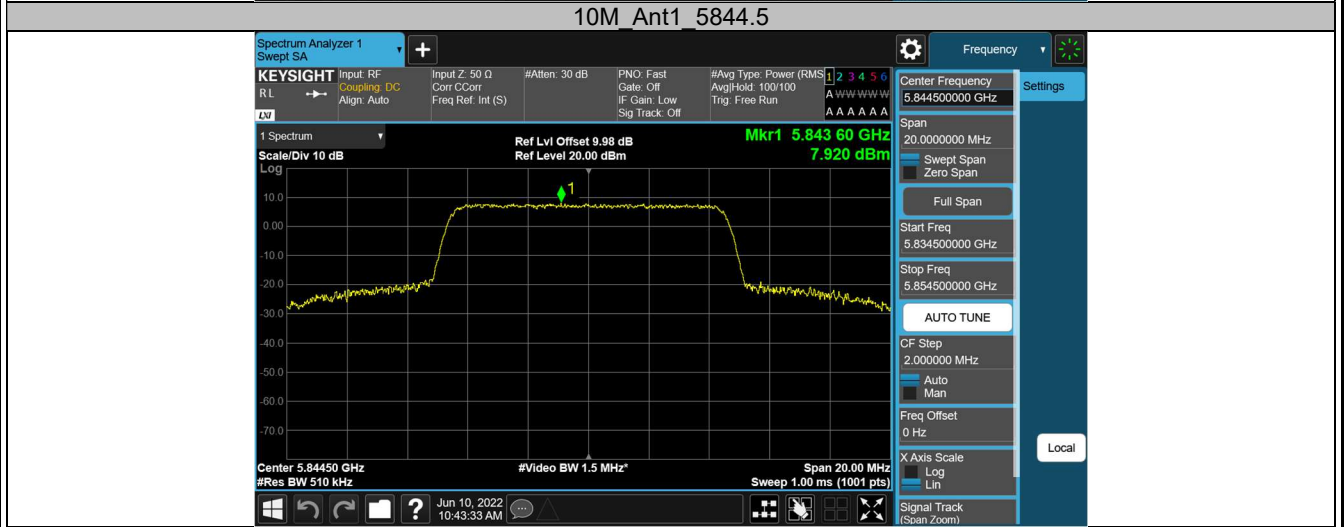 10M_Ant1_5844.5
Spectrum Analyzer 1
Swept SA
+
Frequency
KEYSIGHT
RL
LXI
Input: RF
Coupling: DC
Align: Auto
Input Z: 50 Ω
Corr CCorr
Freq Ref: Int (S)
#Atten: 30 dB
PNO: Fast
Gate: Off
IF Gain: Low
Sig Track: Off
#Avg Type: Power (RMS
Avg|Hold: 100/100
Trig: Free Run
1 2 3 4 5 6
A W W W W W
A A A A A A
1 Spectrum
Scale/Div 10 dB
Log
Ref Lvl Offset 9.98 dB
Ref Level 20.00 dBm
Mkr1 5.843 60 GHz
7.920 dBm
1
10.0
0.00
-10.0
-20.0
-30.0
-40.0
-50.0
-60.0
-70.0
Center 5.84450 GHz
#Res BW 510 kHz
#Video BW 1.5 MHz*
Span 20.00 MHz
Sweep 1.00 ms (1001 pts)
Center Frequency
5.844500000 GHz
Settings
Span
20.0000000 MHz
Swept Span
Zero Span
Full Span
Start Freq
5.834500000 GHz
Stop Freq
5.854500000 GHz
AUTO TUNE
CF Step
2.000000 MHz
Auto
Man
Freq Offset
0 Hz
Local
X Axis Scale
Log
Lin
Signal Track
(Span Zoom)
?
Jun 10, 2022
10:43:33 AM